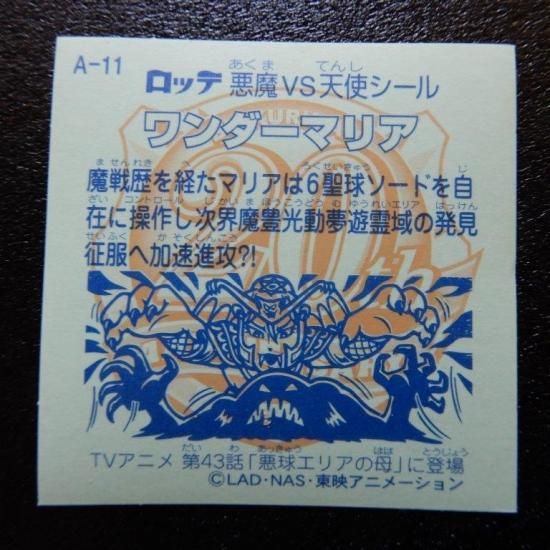 A-11 ロッテ 悪魔VS天使シール
ワンダーマリア
魔戦歴を経たマリアは6聖球ソードを自
在に操作し次界魔豊光動夢遊霊域の発見
征服へ加速進攻?!
TVアニメ 第43話「悪球エリアの母」に登場
©LAD・NAS・東映アニメーション